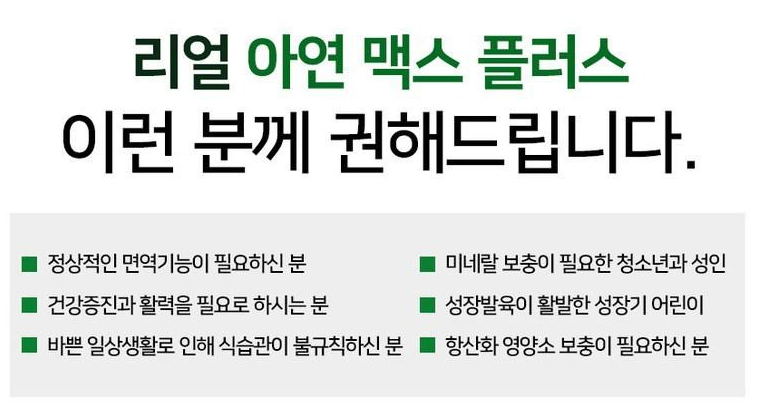 리얼 아연 맥스 플러스
이런 분께 권해드립니다.
정상적인 면역기능이 필요하신 분
건강증진과 활력을 필요로 하시는 분
바쁜 일상생활로 인해 식습관이 불규칙하신 분
미네랄 보충이 필요한 청소년과 성인
성장발육이 활발한 성장기 어린이
항산화 영양소 보충이 필요하신 분